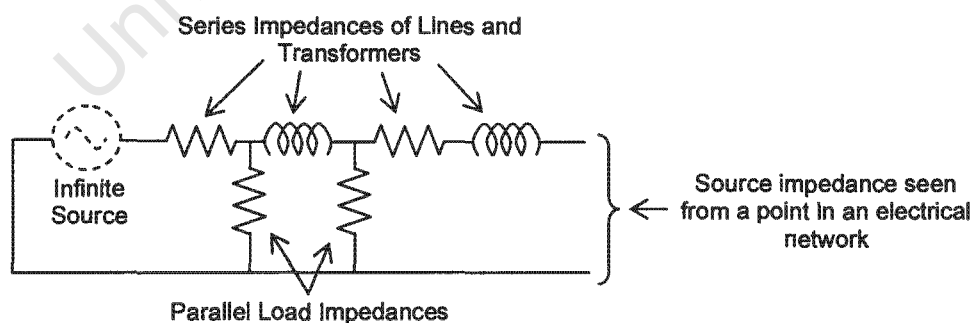 Uni
Series Impedances of Lines and
Transformers
Infinite
Source
Source impedance seen
from a point in an electrical
network
Parallel Load Impedances